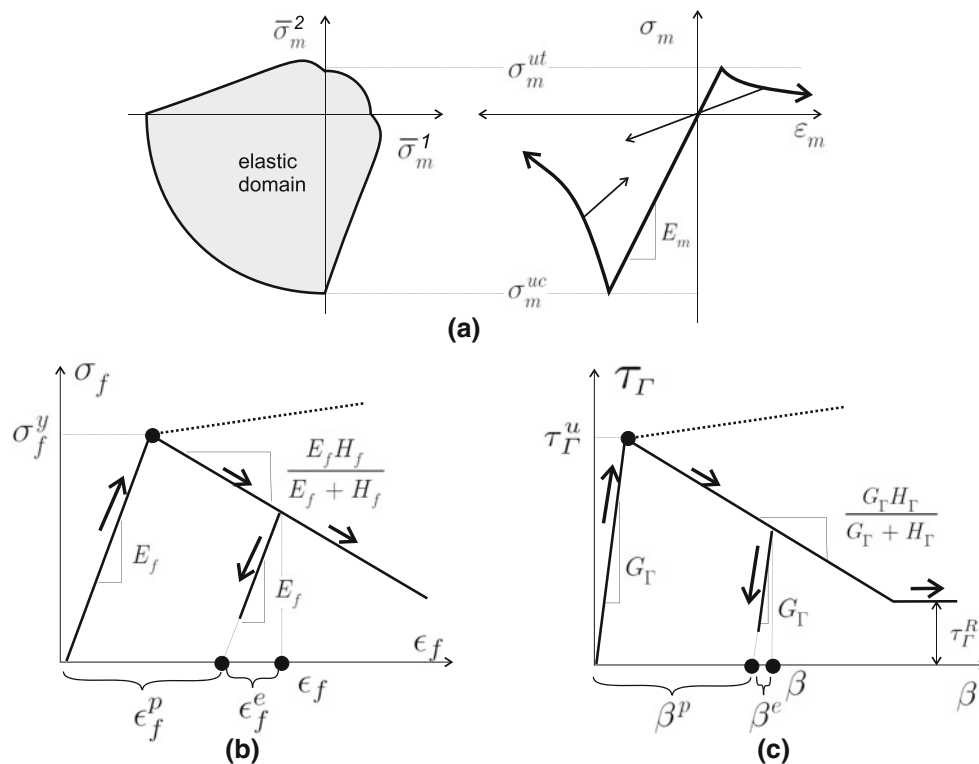 σ̅_m^2
σ_m
σ_m^{ut}
σ̅_m^1
ε_m
elastic
domain
E_m
σ_m^{uc}
(a)
σ_f
σ_f^y
E_f H_f
E_f + H_f
E_f
E_f
ϵ_f
ϵ_f
ϵ_f^p
ϵ_f^e
(b)
τ_Γ
τ_Γ^u
G_Γ H_Γ
G_Γ + H_Γ
G_Γ
G_Γ
τ_Γ^R
β
β
β^p
β^e
(c)